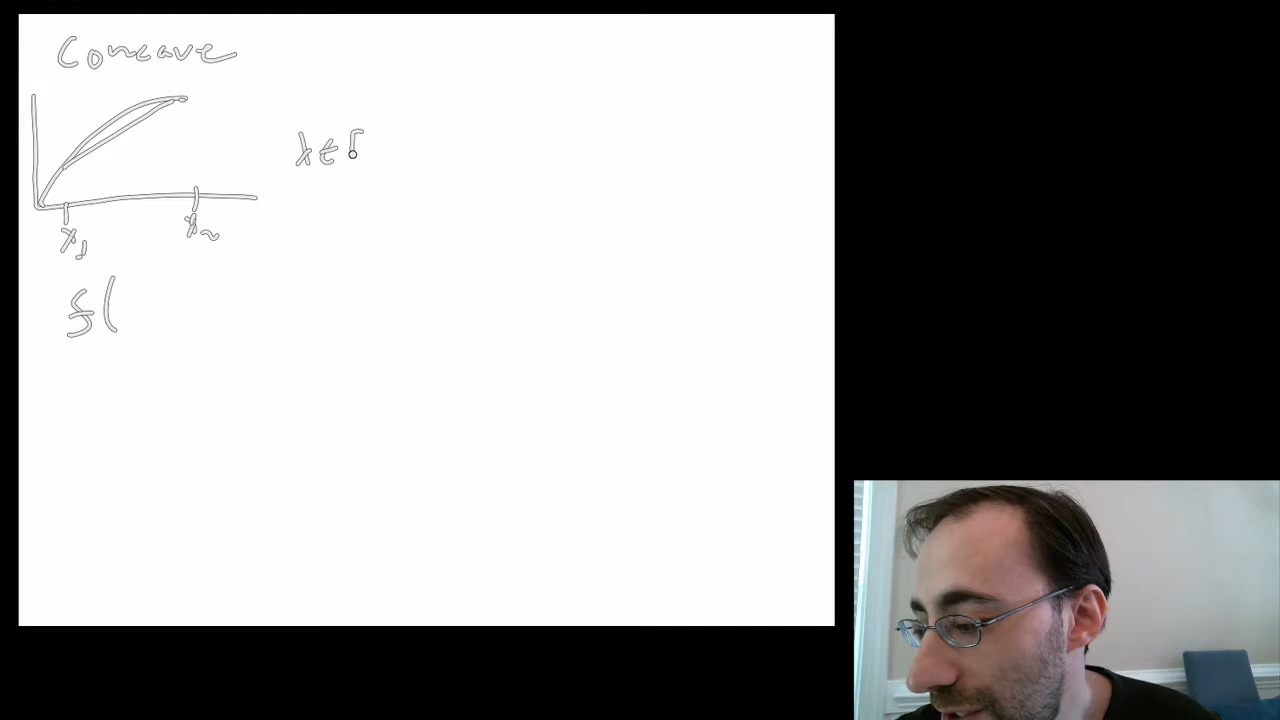 Concave
λ ∈ [
x₁ x₂
f(